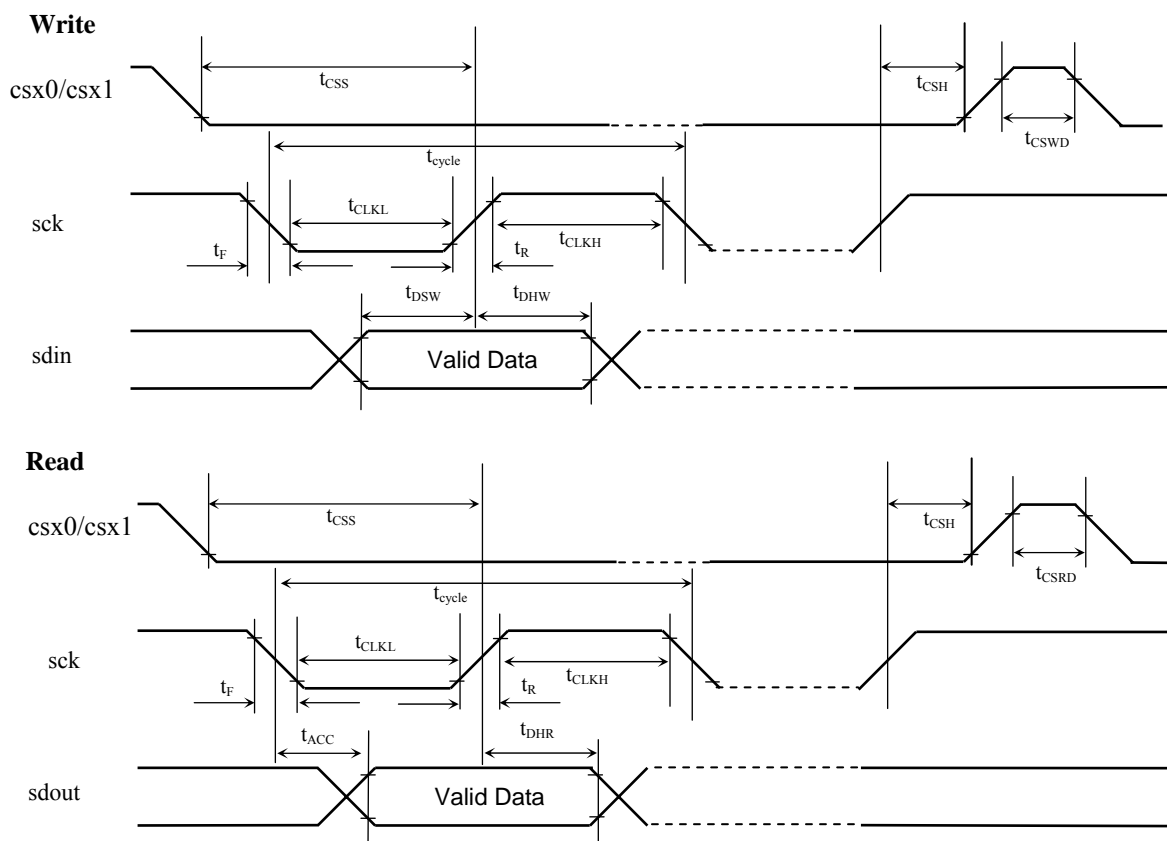 Write
csx0/csx1
tCSS
tCSH
tCSWD
tcycle
sck
tCLKL
tCLKH
tF
tR
tDSW
tDHW
sdin
Valid Data
Read
csx0/csx1
tCSS
tCSH
tCSRD
tcycle
sck
tCLKL
tCLKH
tF
tR
tACC
tDHR
sdout
Valid Data